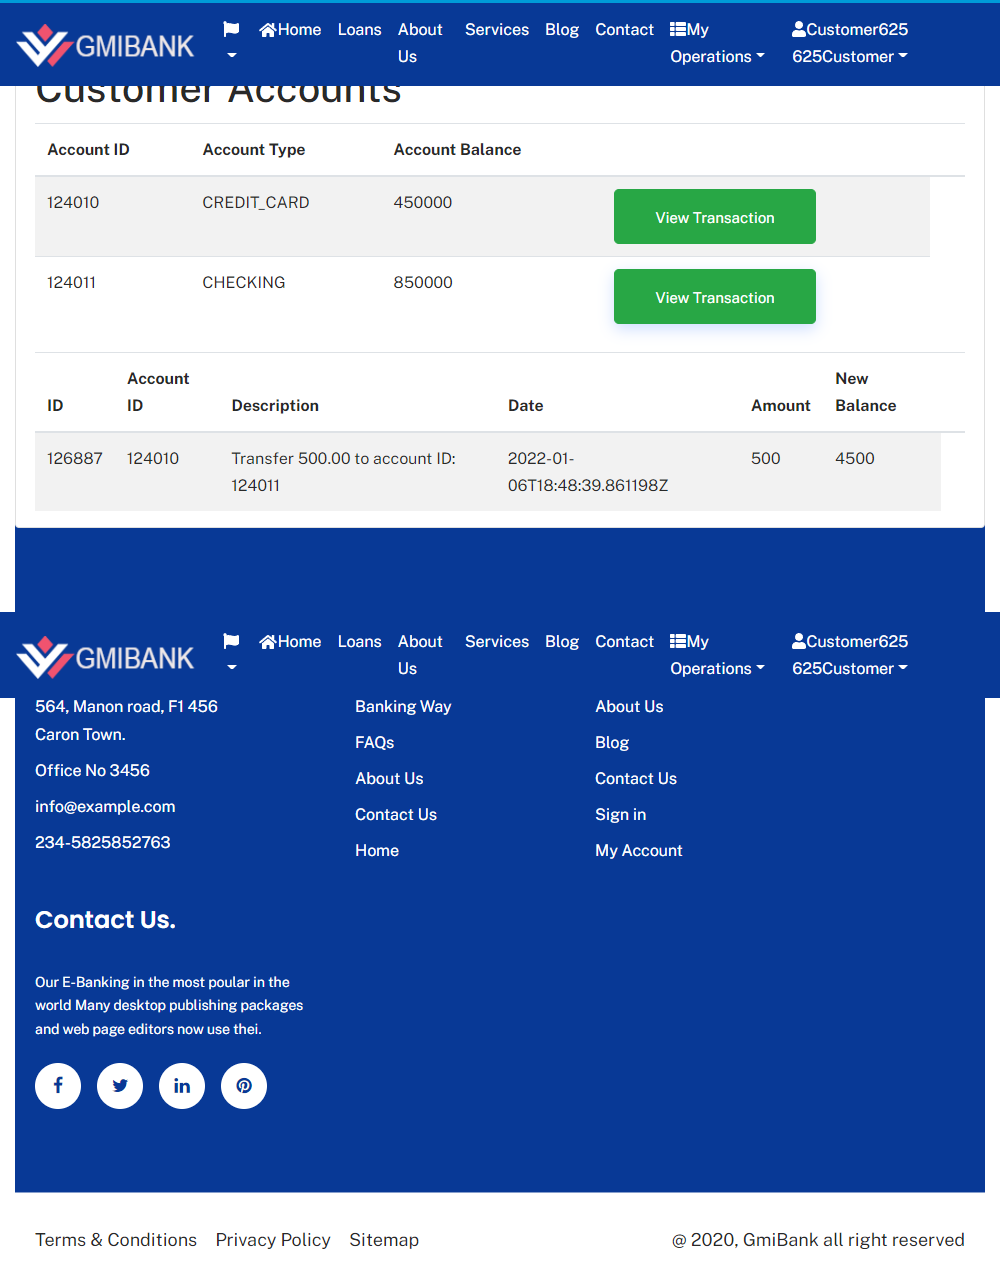 GMIBANK
Home Loans About Us Services Blog Contact My Operations Customer625 625Customer
Customer Accounts
Account ID Account Type Account Balance
124010 CREDIT_CARD 450000 View Transaction
124011 CHECKING 850000 View Transaction
ID Account ID Description Date Amount New Balance
126887 124010 Transfer 500.00 to account ID: 124011 2022-01-06T18:48:39.861198Z 500 4500
GMIBANK
Home Loans About Us Services Blog Contact My Operations Customer625 625Customer
564, Manon road, F1 456
Caron Town.
Office No 3456
info@example.com
234-5825852763
Banking Way
FAQs
About Us
Contact Us
Home
About Us
Blog
Contact Us
Sign in
My Account
Contact Us.
Our E-Banking in the most poular in the
world Many desktop publishing packages
and web page editors now use thei.
Terms & Conditions Privacy Policy Sitemap
@ 2020, GmiBank all right reserved